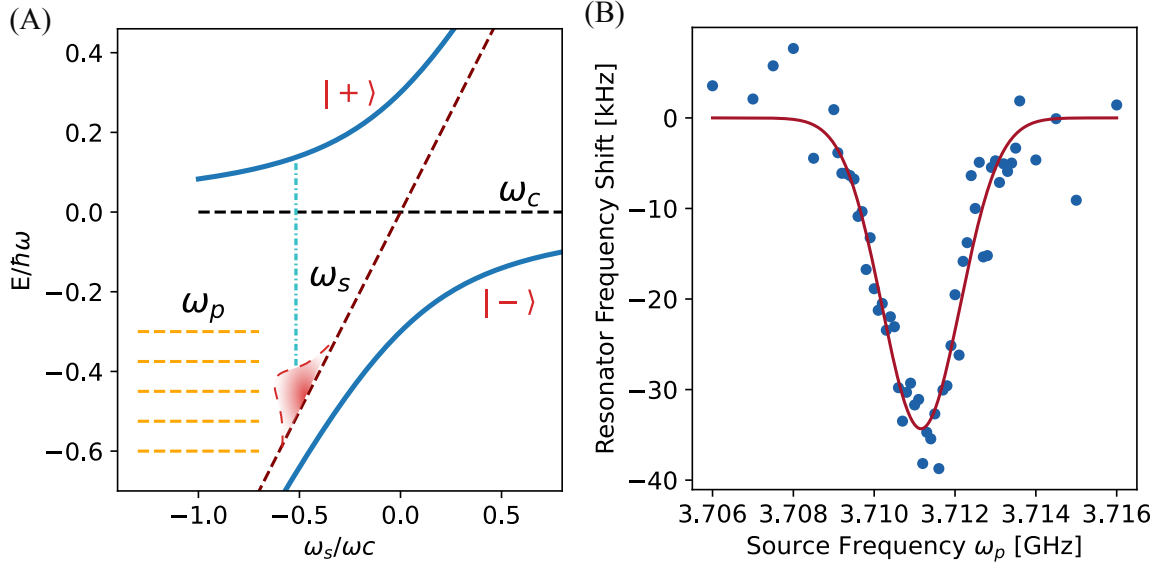 (A)
0.4
0.2
0.0
−0.2
−0.4
−0.6
E/ħω
| + ⟩
ω_c
ω_s
ω_p
| − ⟩
−1.0
−0.5
0.0
0.5
ω_s/ωc
(B)
0
−10
−20
−30
−40
Resonator Frequency Shift [kHz]
3.706
3.708
3.710
3.712
3.714
3.716
Source Frequency ω_p [GHz]